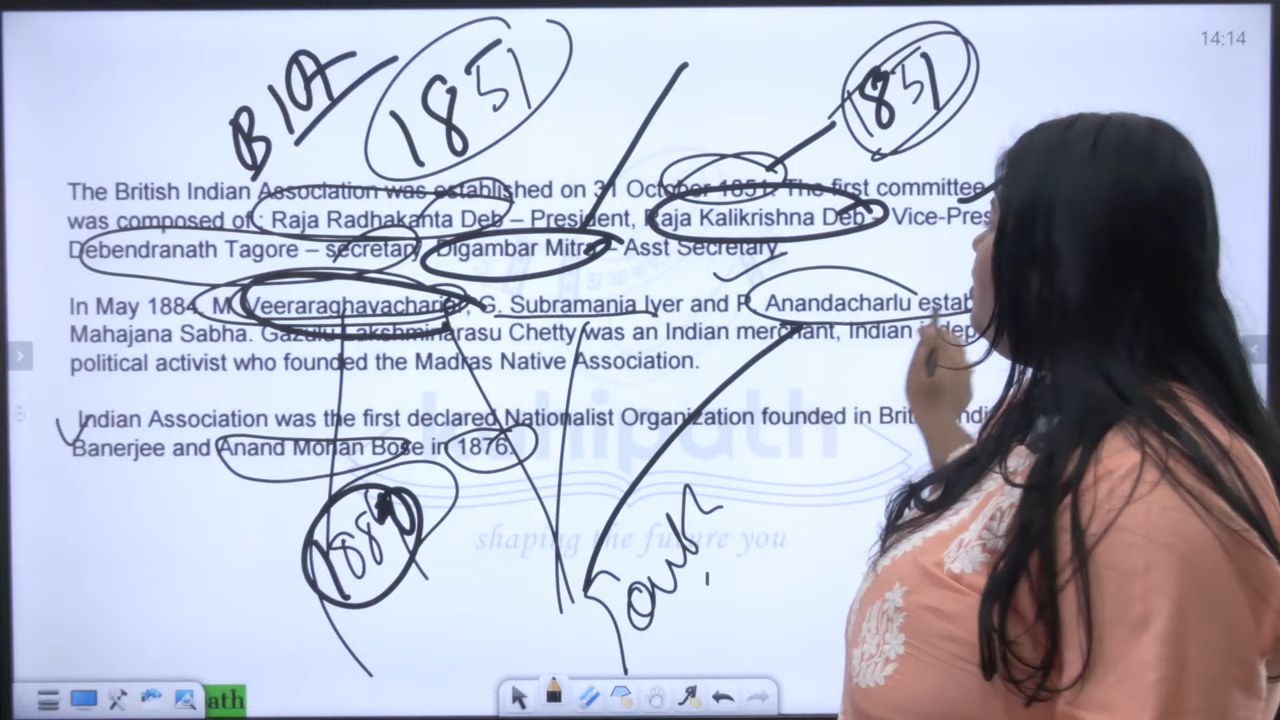 14:14
BIA 1851
1851
The British Indian Association was established on 31 October 1851. The first committee
was composed of : Raja Radhakanta Deb – President, Raja Kalikrishna Deb – Vice-Pres
Debendranath Tagore – secretary Digambar Mitra – Asst Secretary.
In May 1884, M. Veeraraghavachariar, G. Subramania Iyer and P. Anandacharlu estab
Mahajana Sabha. Gazulu Lakshminarasu Chetty was an Indian merchant, Indian indep
political activist who founded the Madras Native Association.
Indian Association was the first declared Nationalist Organization founded in British Indi
Banerjee and Anand Mohan Bose in 1876.
shaping the future you
ath